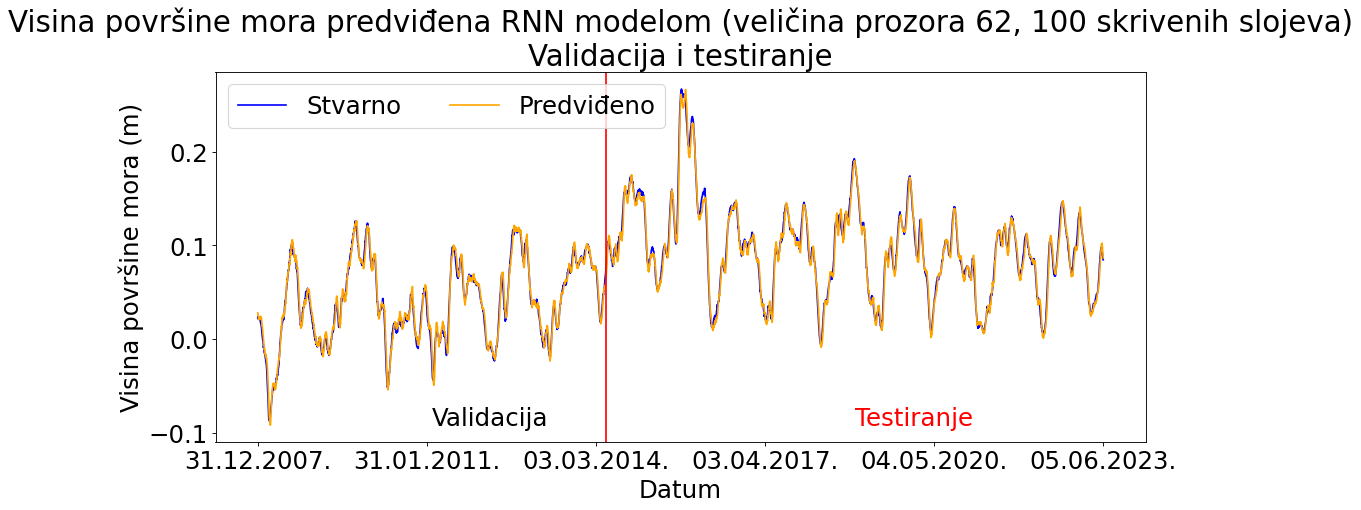 Visina površine mora predviđena RNN modelom (veličina prozora 62, 100 skrivenih slojeva)
Validacija i testiranje
Stvarno Predviđeno
Visina površine mora (m)
0.2
0.1
0.0
−0.1
Validacija Testiranje
31.12.2007. 31.01.2011. 03.03.2014. 03.04.2017. 04.05.2020. 05.06.2023.
Datum